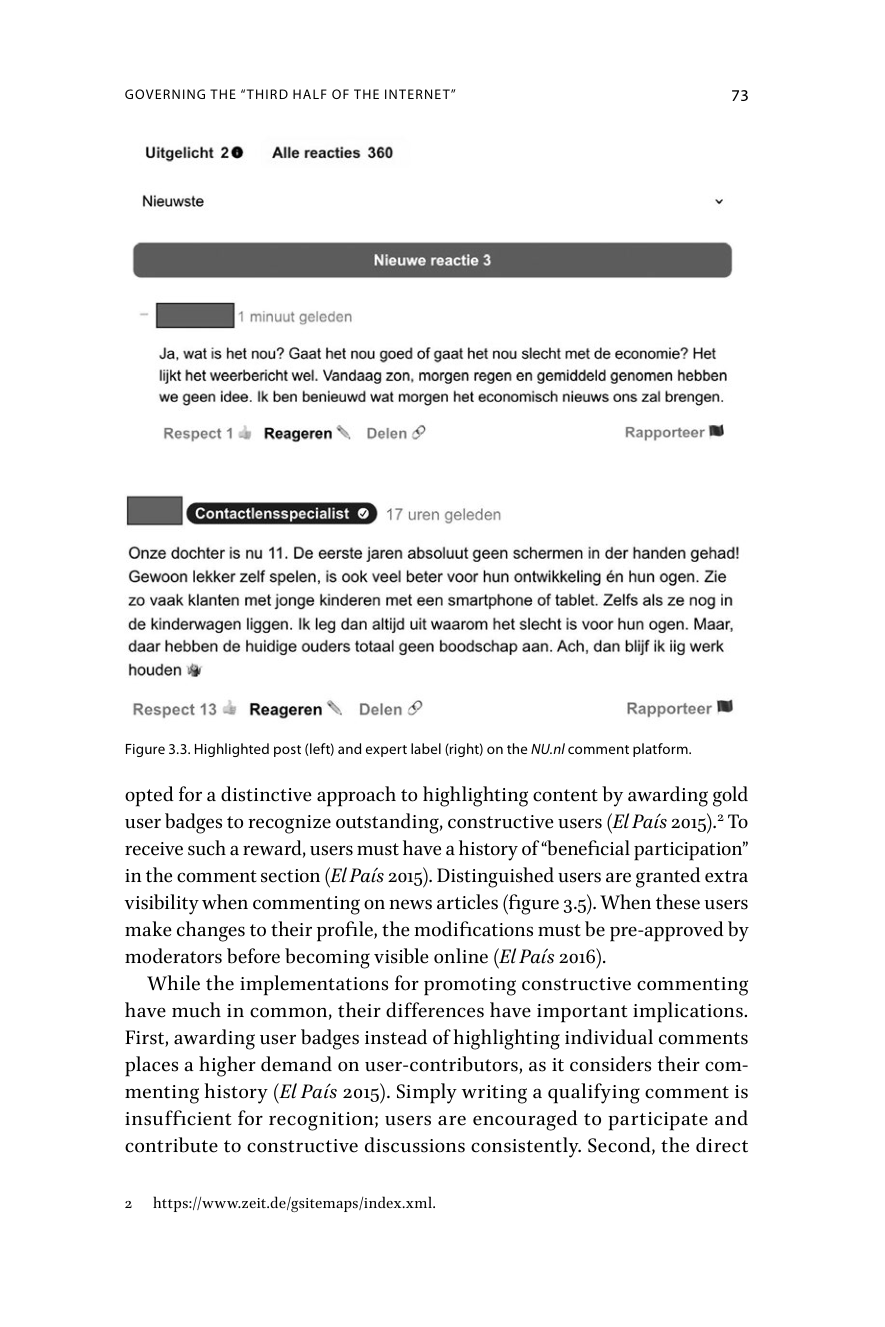 GOVERNING THE “THIRD HALF OF THE INTERNET”
73
Uitgelicht 2
Alle reacties 360
Nieuwste
Nieuwe reactie 3
1 minuut geleden
Ja, wat is het nou? Gaat het nou goed of gaat het nou slecht met de economie? Het
lijkt het weerbericht wel. Vandaag zon, morgen regen en gemiddeld genomen hebben
we geen idee. Ik ben benieuwd wat morgen het economisch nieuws ons zal brengen.
Respect 1 Reageren Delen Rapporteer
Contactlensspecialist 17 uren geleden
Onze dochter is nu 11. De eerste jaren absoluut geen schermen in der handen gehad!
Gewoon lekker zelf spelen, is ook veel beter voor hun ontwikkeling én hun ogen. Zie
zo vaak klanten met jonge kinderen met een smartphone of tablet. Zelfs als ze nog in
de kinderwagen liggen. Ik leg dan altijd uit waarom het slecht is voor hun ogen. Maar,
daar hebben de huidige ouders totaal geen boodschap aan. Ach, dan blijf ik iig werk
houden
Respect 13 Reageren Delen Rapporteer
Figure 3.3. Highlighted post (left) and expert label (right) on the NU.nl comment platform.
opted for a distinctive approach to highlighting content by awarding gold
user badges to recognize outstanding, constructive users (El País 2015).² To
receive such a reward, users must have a history of “beneficial participation”
in the comment section (El País 2015). Distinguished users are granted extra
visibility when commenting on news articles (figure 3.5). When these users
make changes to their profile, the modifications must be pre-approved by
moderators before becoming visible online (El País 2016).
While the implementations for promoting constructive commenting
have much in common, their differences have important implications.
First, awarding user badges instead of highlighting individual comments
places a higher demand on user-contributors, as it considers their com-
menting history (El País 2015). Simply writing a qualifying comment is
insufficient for recognition; users are encouraged to participate and
contribute to constructive discussions consistently. Second, the direct
2 https://www.zeit.de/gsitemaps/index.xml.